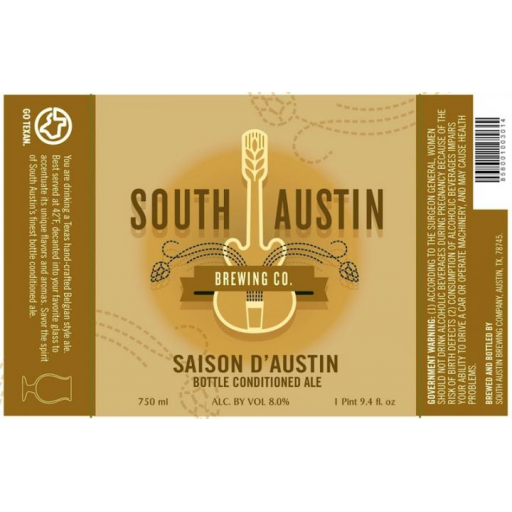 GO TEXAN.
You are drinking a Texas hand-crafted Belgian style ale.
Best served at 42°F, decanted into your favorite glass to
accentuate its unique flavors and aromas. Savor the spirit
of South Austin's finest bottle conditioned ale.
SOUTH AUSTIN
BREWING CO.
SAISON D'AUSTIN
BOTTLE CONDITIONED ALE
750 ml ALC. BY VOL 8.0% 1 Pint 9.4 fl. oz
GOVERNMENT WARNING: (1) ACCORDING TO THE SURGEON GENERAL, WOMEN
SHOULD NOT DRINK ALCOHOLIC BEVERAGES DURING PREGNANCY BECAUSE OF THE
RISK OF BIRTH DEFECTS (2) CONSUMPTION OF ALCOHOLIC BEVERAGES IMPAIRS
YOUR ABILITY TO DRIVE A CAR OR OPERATE MACHINERY, AND MAY CAUSE HEALTH
PROBLEMS.
BREWED AND BOTTLED BY
SOUTH AUSTIN BREWING COMPANY, AUSTIN, TX, 78745.